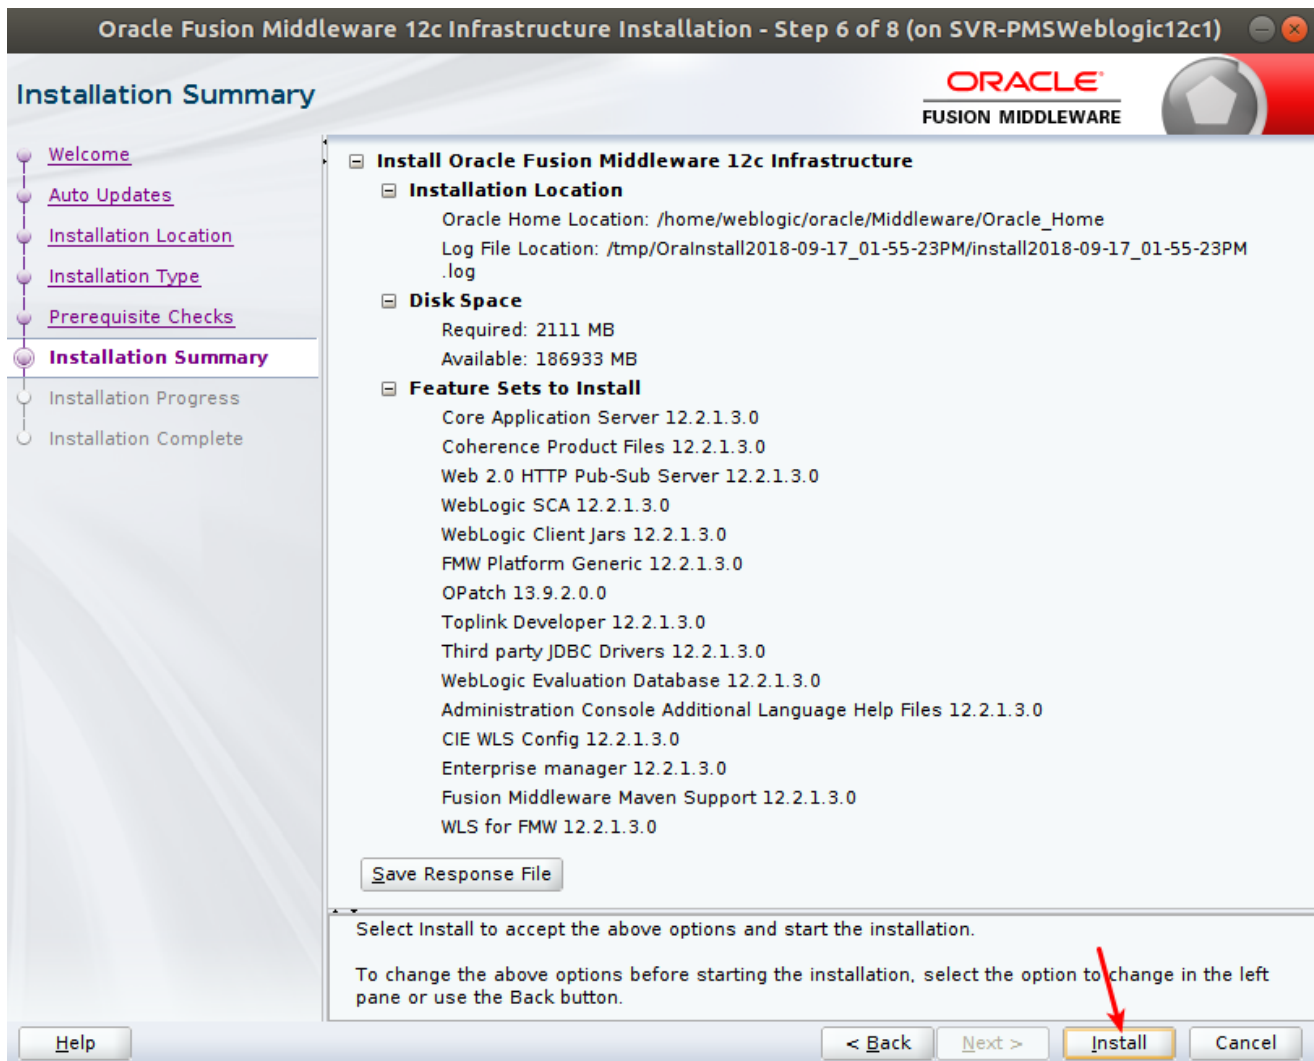 Oracle Fusion Middleware 12c Infrastructure Installation - Step 6 of 8 (on SVR-PMSWeblogic12c1)
Installation Summary
ORACLE
FUSION MIDDLEWARE
Welcome
Auto Updates
Installation Location
Installation Type
Prerequisite Checks
Installation Summary
Installation Progress
Installation Complete
Install Oracle Fusion Middleware 12c Infrastructure
Installation Location
Oracle Home Location: /home/weblogic/oracle/Middleware/Oracle_Home
Log File Location: /tmp/OraInstall2018-09-17_01-55-23PM/install2018-09-17_01-55-23PM
.log
Disk Space
Required: 2111 MB
Available: 186933 MB
Feature Sets to Install
Core Application Server 12.2.1.3.0
Coherence Product Files 12.2.1.3.0
Web 2.0 HTTP Pub-Sub Server 12.2.1.3.0
WebLogic SCA 12.2.1.3.0
WebLogic Client Jars 12.2.1.3.0
FMW Platform Generic 12.2.1.3.0
OPatch 13.9.2.0.0
Toplink Developer 12.2.1.3.0
Third party JDBC Drivers 12.2.1.3.0
WebLogic Evaluation Database 12.2.1.3.0
Administration Console Additional Language Help Files 12.2.1.3.0
CIE WLS Config 12.2.1.3.0
Enterprise manager 12.2.1.3.0
Fusion Middleware Maven Support 12.2.1.3.0
WLS for FMW 12.2.1.3.0
Save Response File
Select Install to accept the above options and start the installation.
To change the above options before starting the installation, select the option to change in the left
pane or use the Back button.
Help
< Back
Next >
Install
Cancel